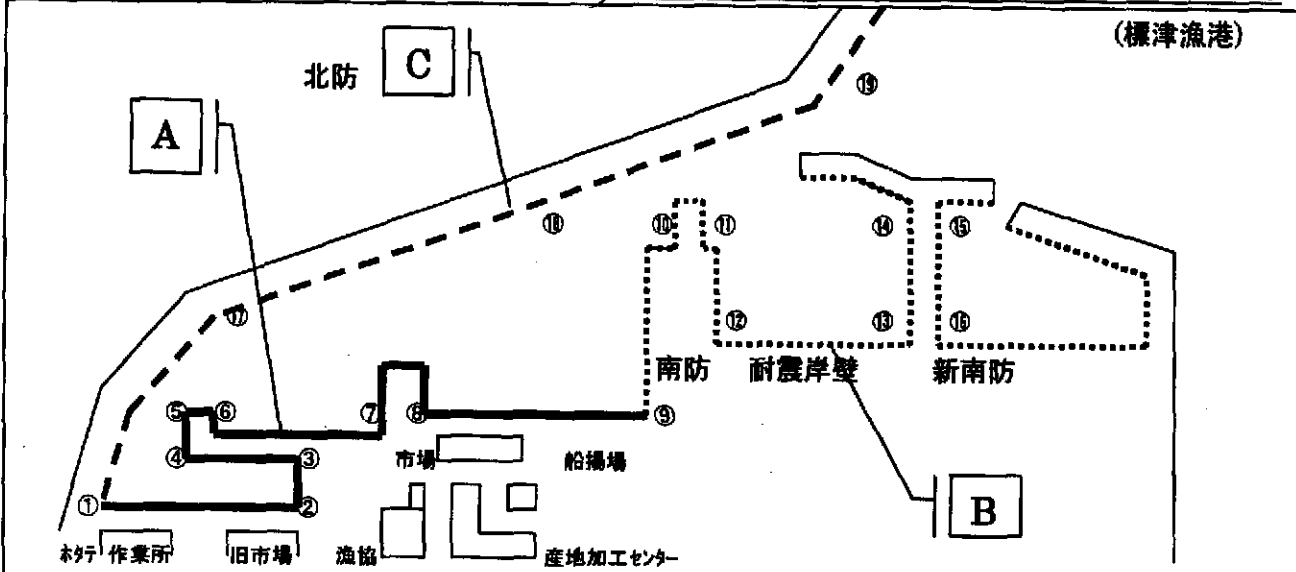 (標津漁港)
北防
C
A
⑲
⑱
⑩
⑪
⑭
⑮
⑰
⑫
⑬
⑯
南防
耐震岸壁
新南防
⑤
⑥
⑦
⑧
⑨
④
③
市場
船揚場
①
②
B
ホタテ作業所
旧市場
漁協
産地加工センター